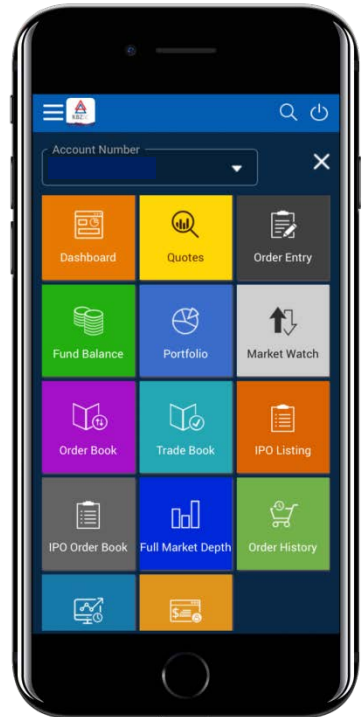 KBZ
Account Number
Dashboard
Quotes
Order Entry
Fund Balance
Portfolio
Market Watch
Order Book
Trade Book
IPO Listing
IPO Order Book
Full Market Depth
Order History